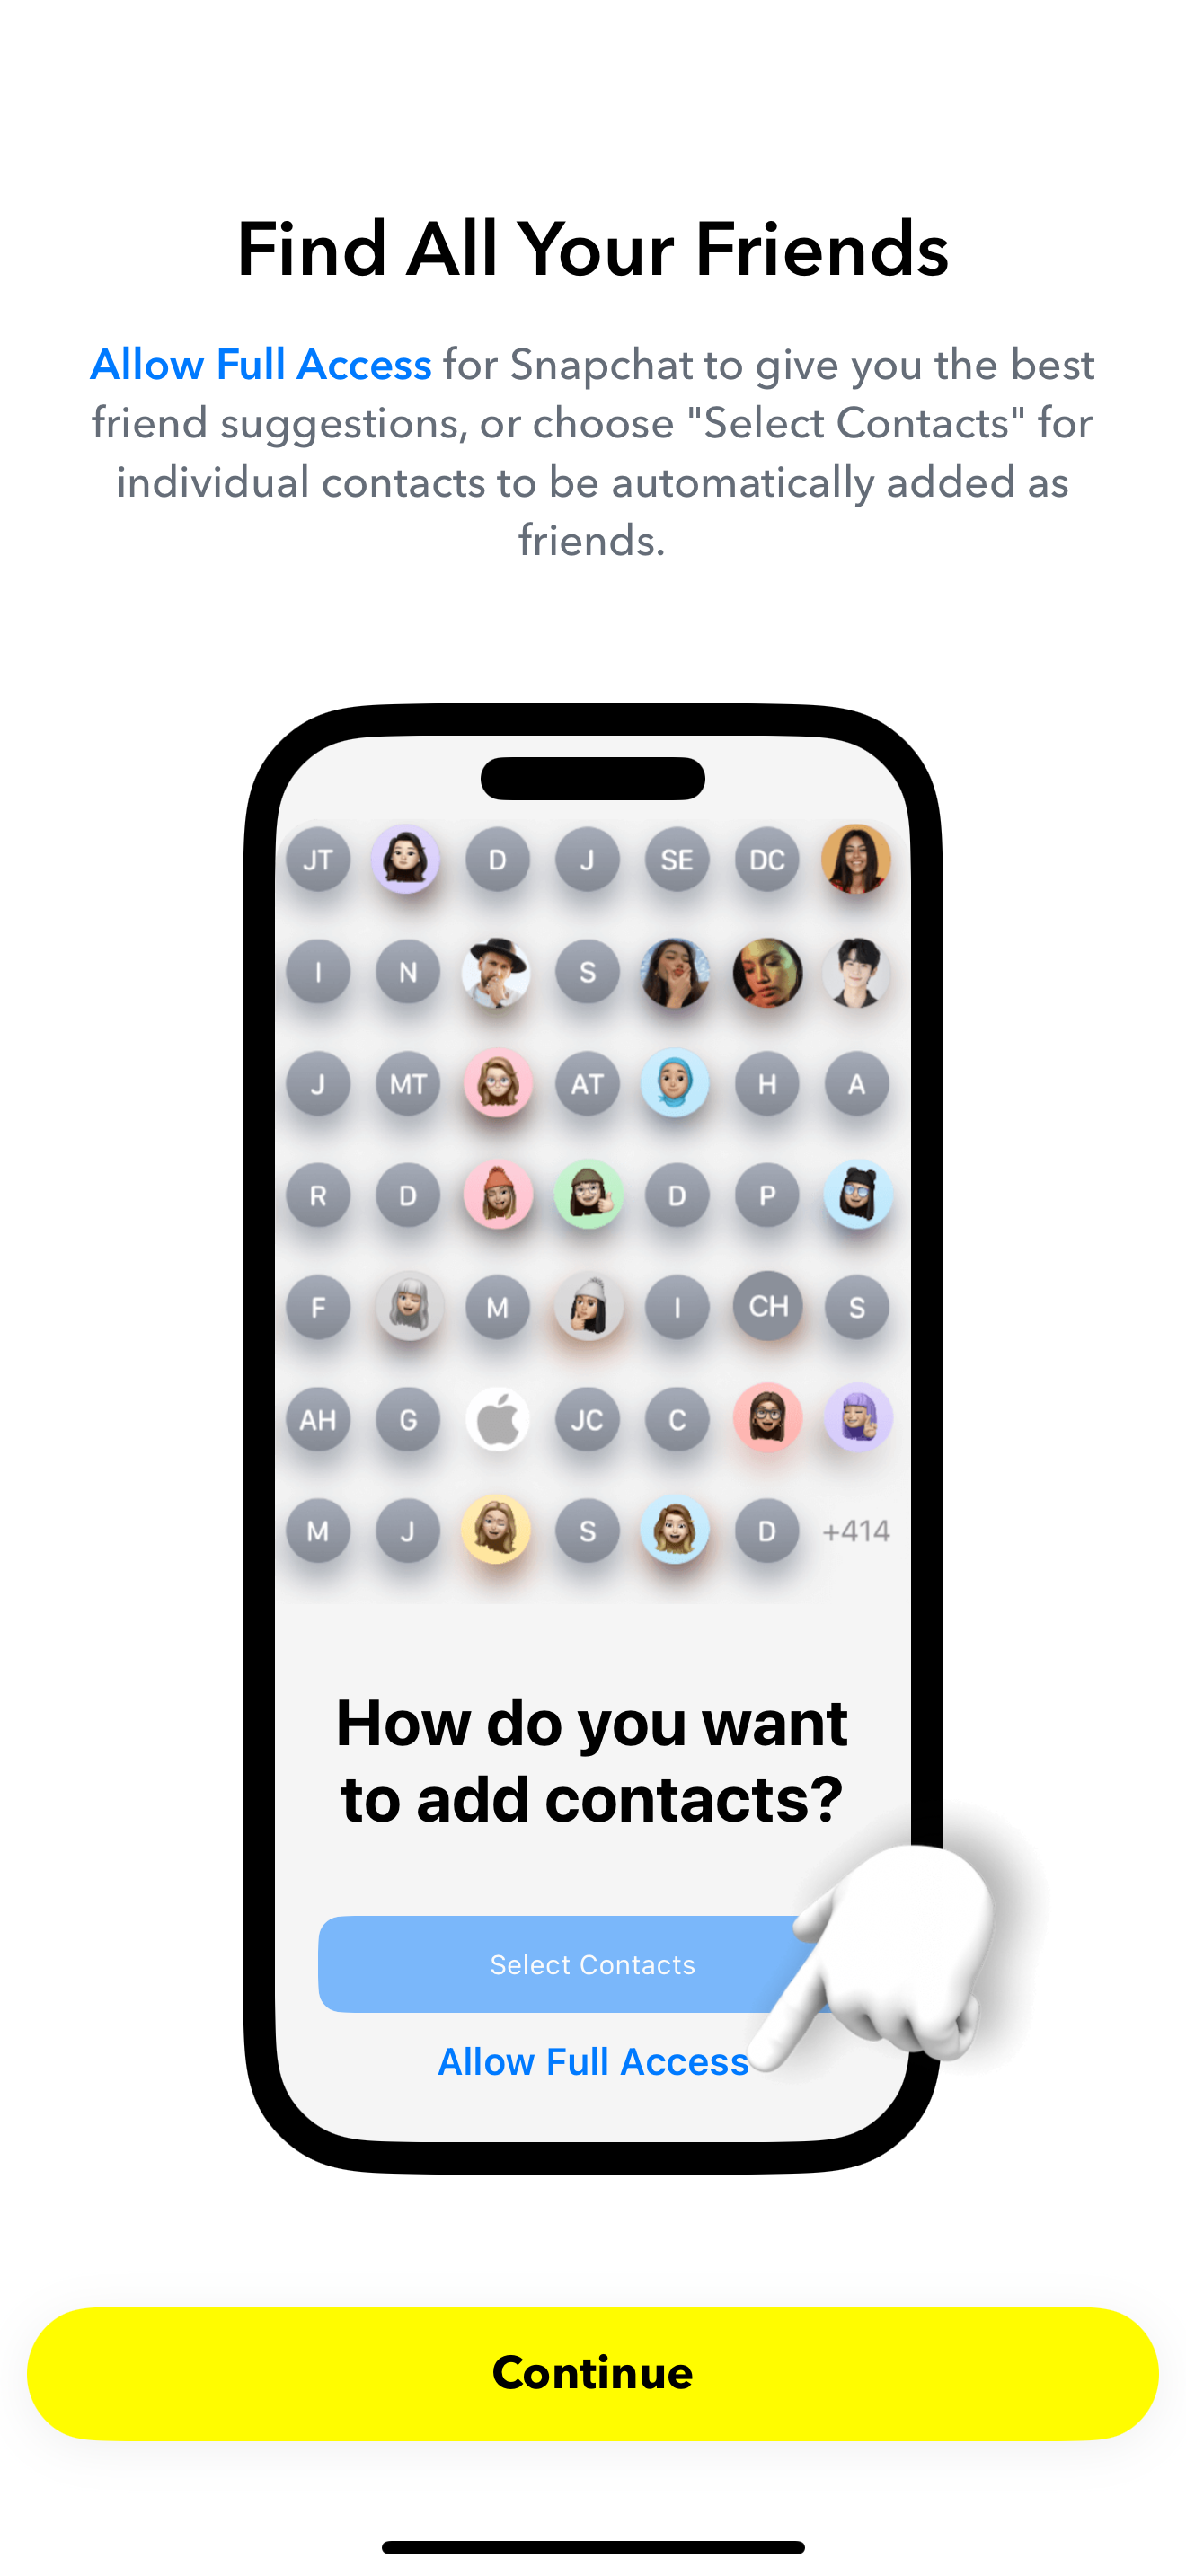 Find All Your Friends
Allow Full Access for Snapchat to give you the best
friend suggestions, or choose "Select Contacts" for
individual contacts to be automatically added as
friends.
JT D J SE DC
I N S
J MT AT H A
R D D P
F M I CH S
AH G JC C
M J S D +414
How do you want
to add contacts?
Select Contacts
Allow Full Access
Continue